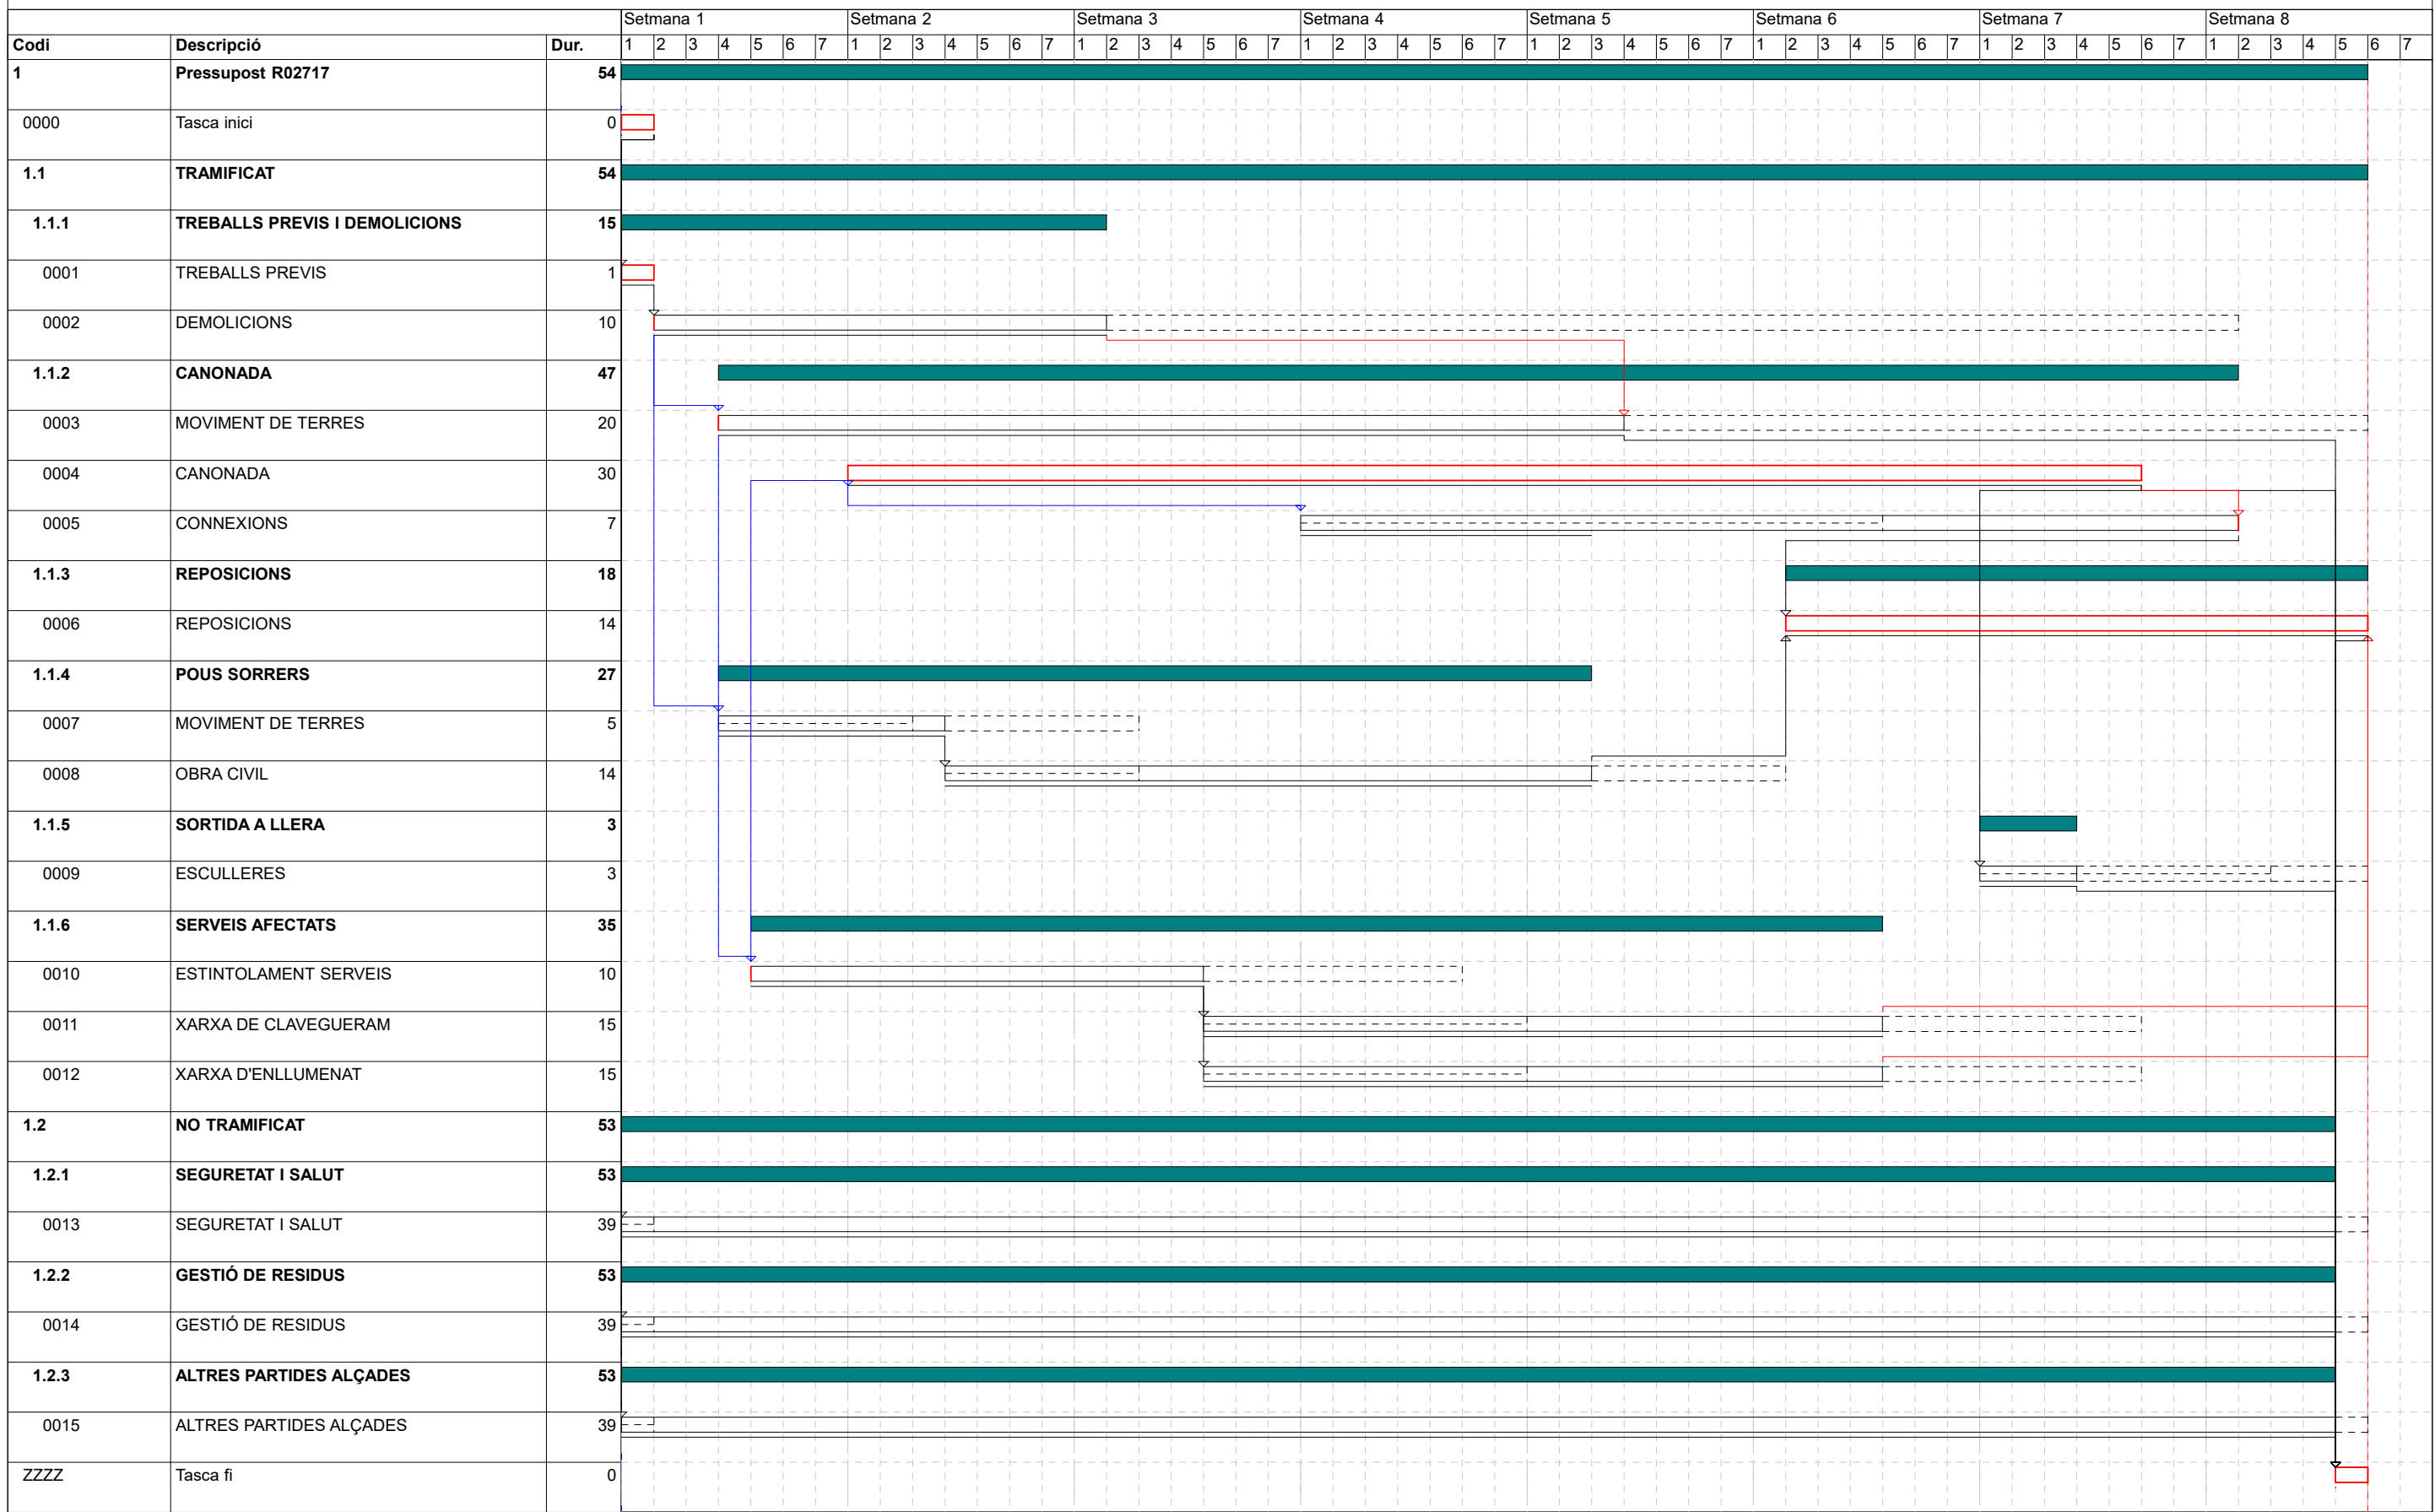 Setmana 1 Setmana 2 Setmana 3 Setmana 4 Setmana 5 Setmana 6 Setmana 7 Setmana 8
Codi Descripció Dur. 1 2 3 4 5 6 7 1 2 3 4 5 6 7 1 2 3 4 5 6 7 1 2 3 4 5 6 7 1 2 3 4 5 6 7 1 2 3 4 5 6 7 1 2 3 4 5 6 7 1 2 3 4 5 6 7
1 Pressupost R02717 54
0000 Tasca inici 0
1.1 TRAMIFICAT 54
1.1.1 TREBALLS PREVIS I DEMOLICIONS 15
0001 TREBALLS PREVIS 1
0002 DEMOLICIONS 10
1.1.2 CANONADA 47
0003 MOVIMENT DE TERRES 20
0004 CANONADA 30
0005 CONNEXIONS 7
1.1.3 REPOSICIONS 18
0006 REPOSICIONS 14
1.1.4 POUS SORRERS 27
0007 MOVIMENT DE TERRES 5
0008 OBRA CIVIL 14
1.1.5 SORTIDA A LLERA 3
0009 ESCULLERES 3
1.1.6 SERVEIS AFECTATS 35
0010 ESTINTOLAMENT SERVEIS 10
0011 XARXA DE CLAVEGUERAM 15
0012 XARXA D'ENLLUMENAT 15
1.2 NO TRAMIFICAT 53
1.2.1 SEGURETAT I SALUT 53
0013 SEGURETAT I SALUT 39
1.2.2 GESTIÓ DE RESIDUS 53
0014 GESTIÓ DE RESIDUS 39
1.2.3 ALTRES PARTIDES ALÇADES 53
0015 ALTRES PARTIDES ALÇADES 39
ZZZZ Tasca fi 0